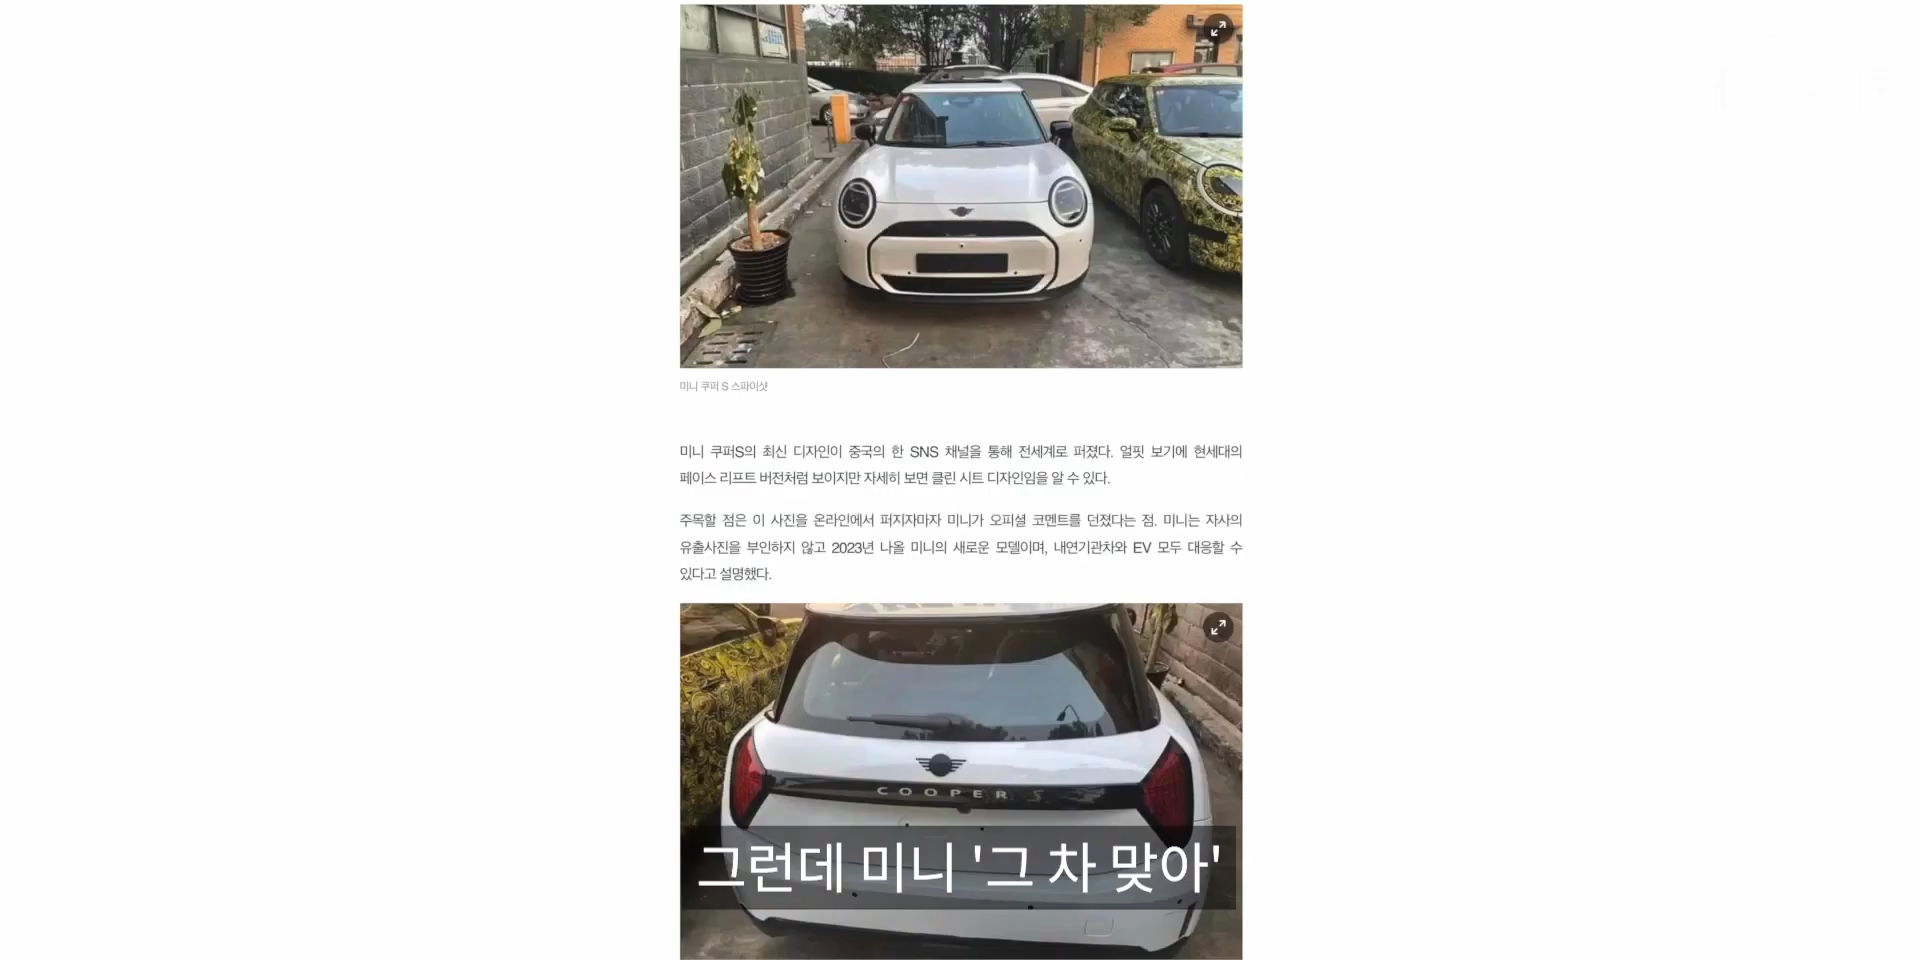 미니 쿠퍼 S 스파이샷
미니 쿠퍼S의 최신 디자인이 중국의 한 SNS 채널을 통해 전세계로 퍼졌다. 얼핏 보기에 현세대의
페이스 리프트 버전처럼 보이지만 자세히 보면 클린 시트 디자인임을 알 수 있다.
주목할 점은 이 사진을 온라인에서 퍼지자마자 미니가 오피셜 코멘트를 던졌다는 점. 미니는 자사의
유출사진을 부인하지 않고 2023년 나올 미니의 새로운 모델이며, 내연기관차와 EV 모두 대응할 수
있다고 설명했다.
COOPER S
그런데 미니 '그 차 맞아'